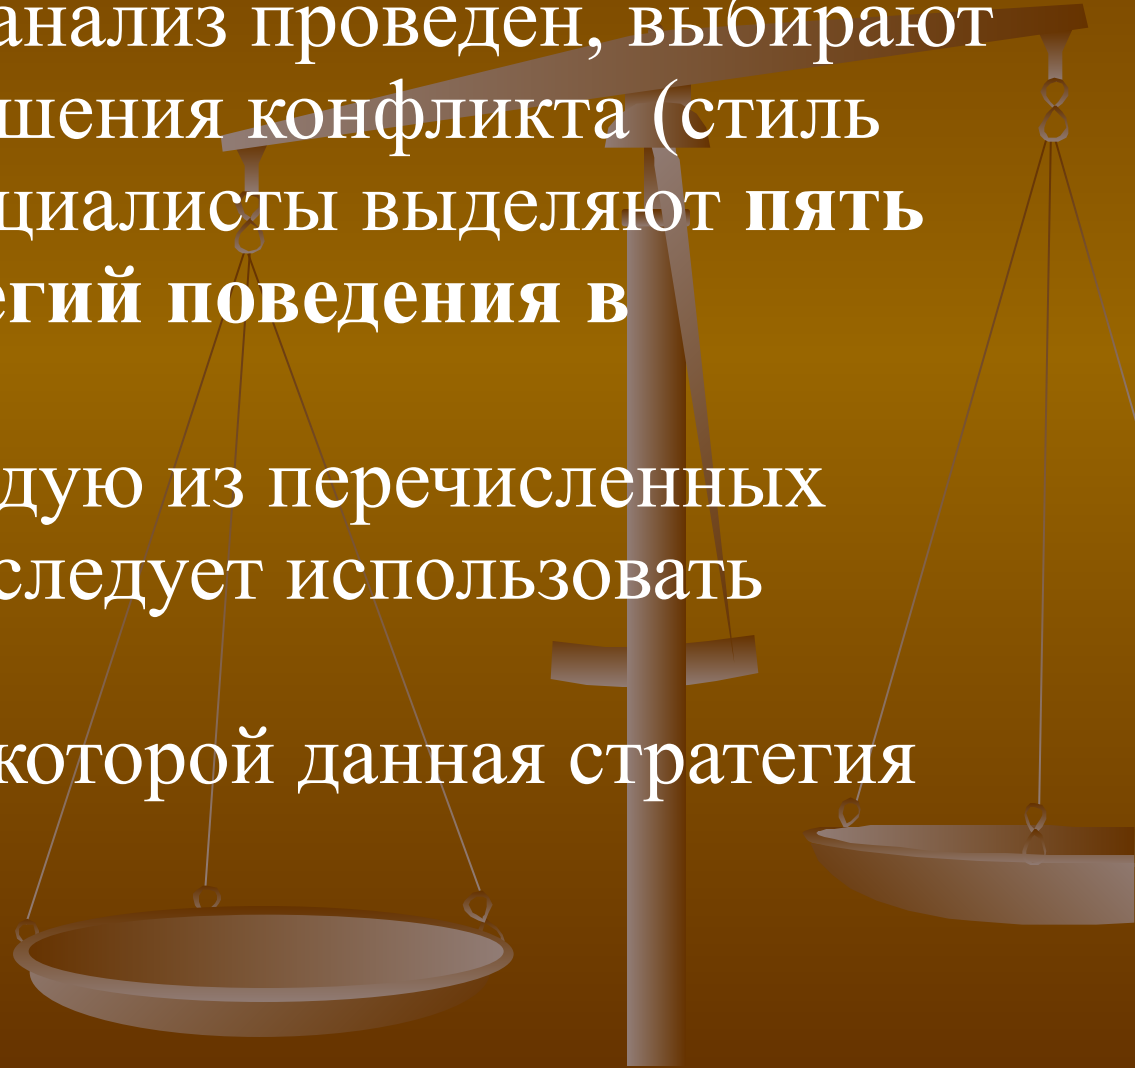 анализ проведен, выбирают
шения конфликта (стиль
циалисты выделяют пять
егий поведения в
дую из перечисленных
следует использовать
которой данная стратегия